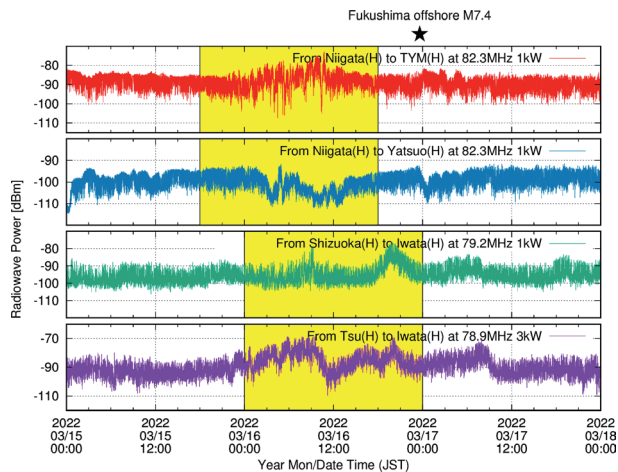 Fukushima offshore M7.4
From Niigata(H) to TYM(H) at 82.3MHz 1kW
-80
-90
-100
-110
From Niigata(H) to Yatsuo(H) at 82.3MHz 1kW
-90
-100
-110
-120
From Shizuoka(H) to Iwata(H) at 79.2MHz 1kW
-80
-90
-100
-110
-120
From Tsu(H) to Iwata(H) at 78.9MHz 3kW
-70
-90
-110
Radiowave Power [dBm]
2022 2022 2022 2022 2022 2022 2022
03/15 03/15 03/16 03/16 03/17 03/17 03/18
00:00 12:00 00:00 12:00 00:00 12:00 00:00
Year Mon/Date Time (JST)